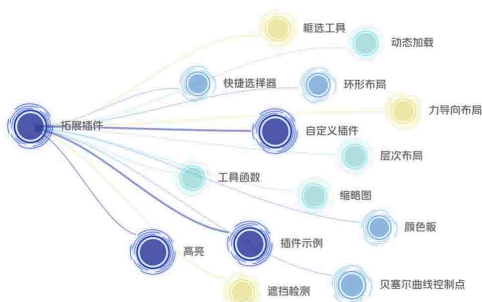 框选工具
动态加载
快捷选择器
环形布局
力导向布局
拓展插件
自定义插件
层次布局
工具函数
缩略图
颜色板
插件示例
高亮
贝塞尔曲线控制点
遮挡检测